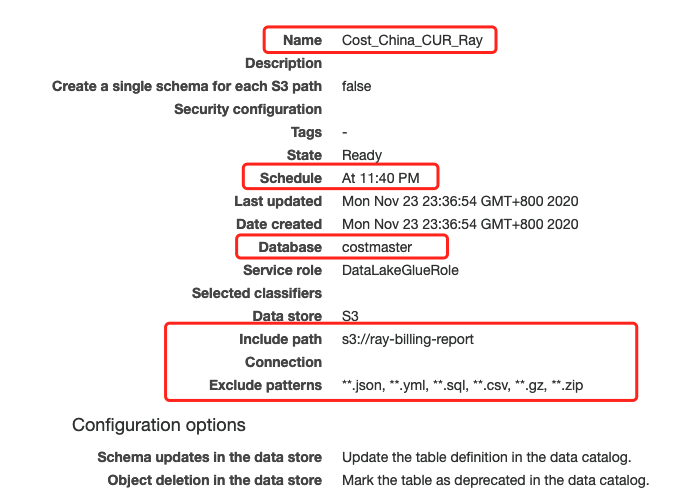 Name Cost_China_CUR_Ray
Description
Create a single schema for each S3 path false
Security configuration
Tags -
State Ready
Schedule At 11:40 PM
Last updated Mon Nov 23 23:36:54 GMT+800 2020
Date created Mon Nov 23 23:36:54 GMT+800 2020
Database costmaster
Service role DataLakeGlueRole
Selected classifiers
Data store S3
Include path s3://ray-billing-report
Connection
Exclude patterns **.json, **.yml, **.sql, **.csv, **.gz, **.zip
Configuration options
Schema updates in the data store Update the table definition in the data catalog.
Object deletion in the data store Mark the table as deprecated in the data catalog.